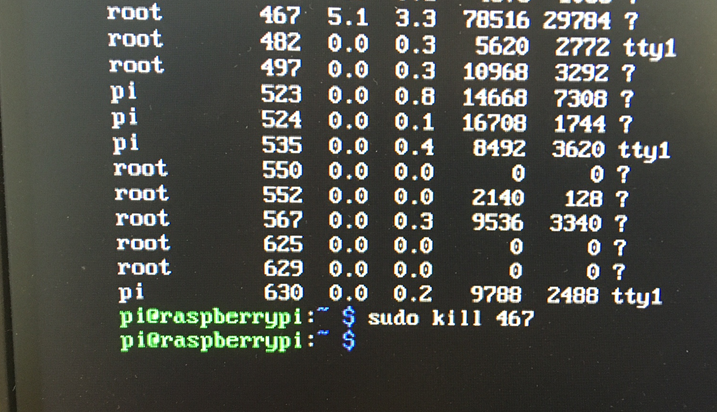 root 467 5.1 3.3 78516 29784 ?
root 482 0.0 0.3 5620 2772 tty1
root 497 0.0 0.3 10968 3292 ?
pi 523 0.0 0.8 14668 7308 ?
pi 524 0.0 0.1 16708 1744 ?
pi 535 0.0 0.4 8492 3620 tty1
root 550 0.0 0.0 0 0 ?
root 552 0.0 0.0 2140 128 ?
root 567 0.0 0.3 9536 3340 ?
root 625 0.0 0.0 0 0 ?
root 629 0.0 0.0 0 0 ?
pi 630 0.0 0.2 9788 2488 tty1
pi@raspberrypi:~ $ sudo kill 467
pi@raspberrypi:~ $